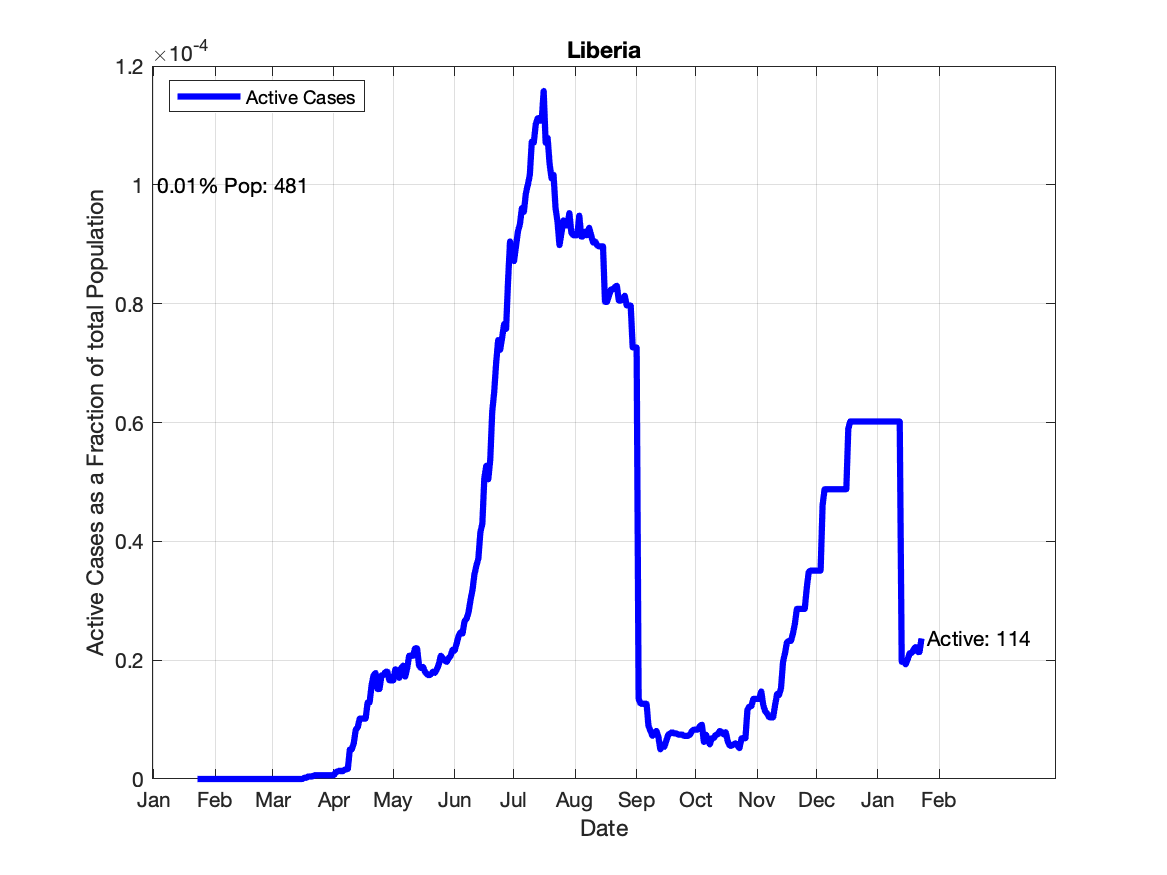 Liberia
×10-4
Active Cases
0.01% Pop: 481
Active: 114
1.2
1
0.8
0.6
0.4
0.2
0
Jan Feb Mar Apr May Jun Jul Aug Sep Oct Nov Dec Jan Feb
Date
Active Cases as a Fraction of total Population